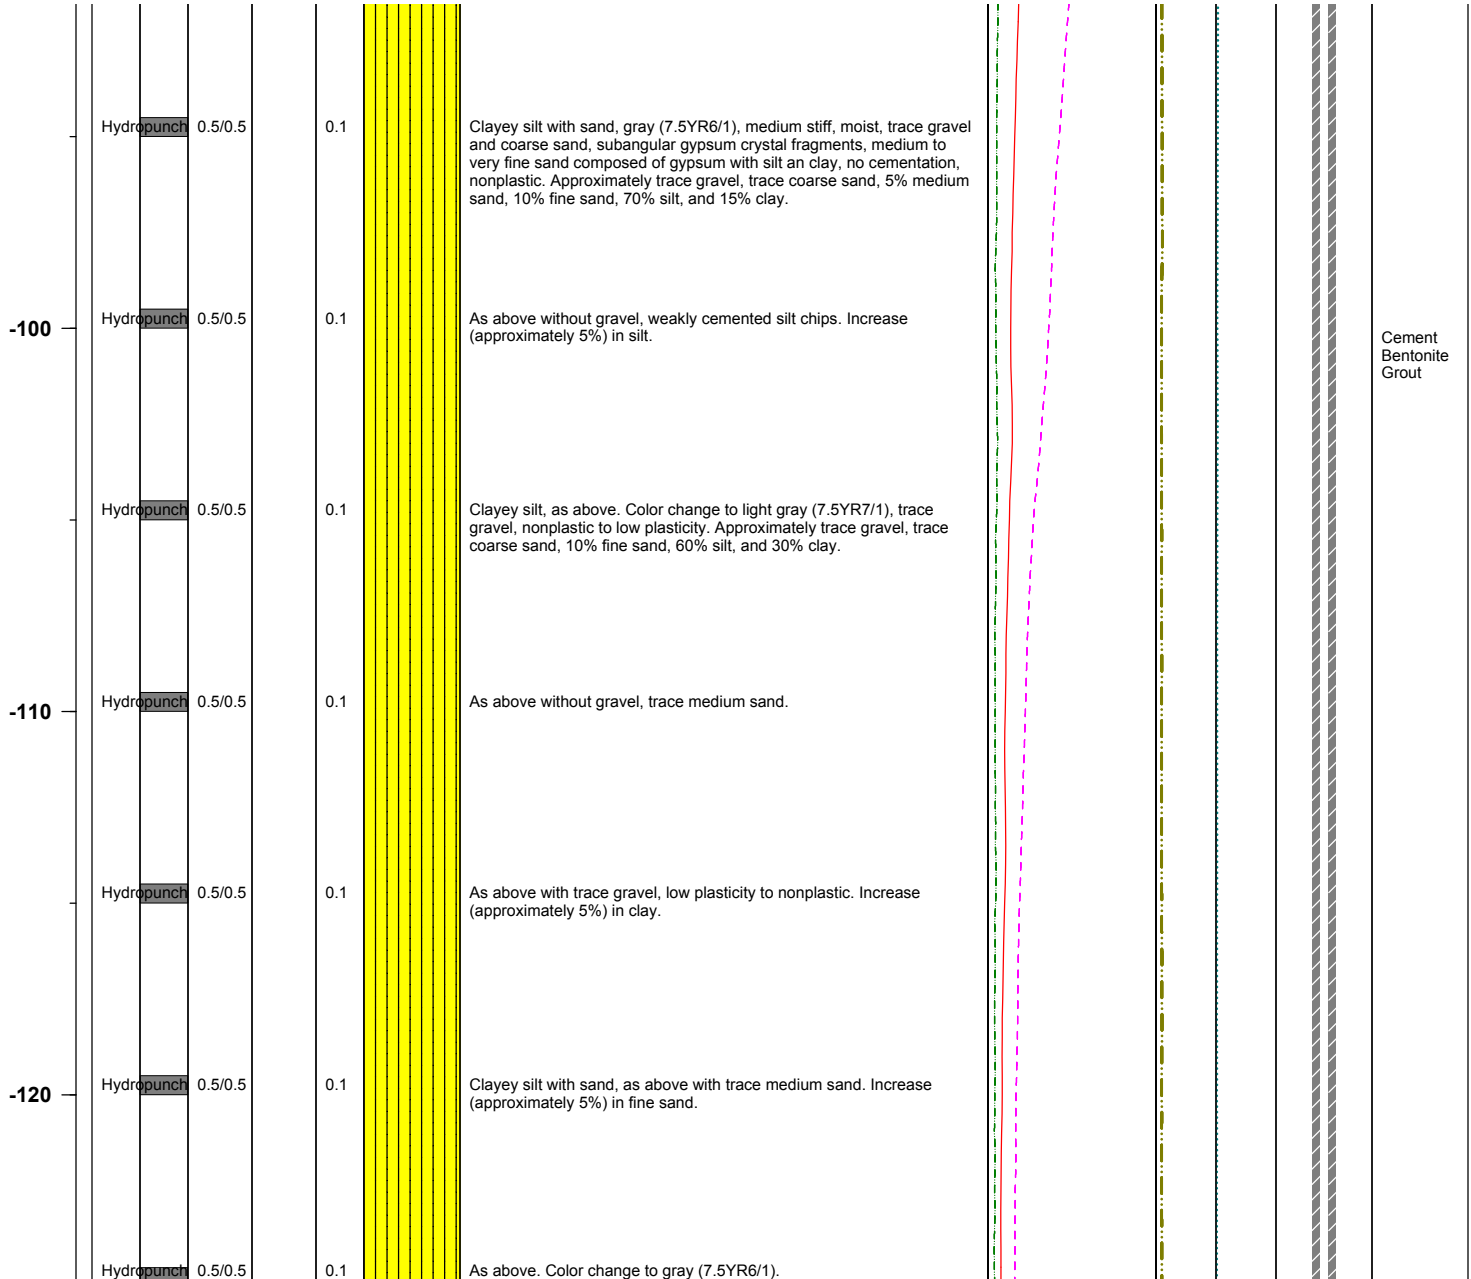 Hydropunch 0.5/0.5 0.1 Clayey silt with sand, gray (7.5YR6/1), medium stiff, moist, trace gravel
and coarse sand, subangular gypsum crystal fragments, medium to
very fine sand composed of gypsum with silt an clay, no cementation,
nonplastic. Approximately trace gravel, trace coarse sand, 5% medium
sand, 10% fine sand, 70% silt, and 15% clay.
-100 Hydropunch 0.5/0.5 0.1 As above without gravel, weakly cemented silt chips. Increase
(approximately 5%) in silt.
Cement
Bentonite
Grout
Hydropunch 0.5/0.5 0.1 Clayey silt, as above. Color change to light gray (7.5YR7/1), trace
gravel, nonplastic to low plasticity. Approximately trace gravel, trace
coarse sand, 10% fine sand, 60% silt, and 30% clay.
-110 Hydropunch 0.5/0.5 0.1 As above without gravel, trace medium sand.
Hydropunch 0.5/0.5 0.1 As above with trace gravel, low plasticity to nonplastic. Increase
(approximately 5%) in clay.
-120 Hydropunch 0.5/0.5 0.1 Clayey silt with sand, as above with trace medium sand. Increase
(approximately 5%) in fine sand.
Hydropunch 0.5/0.5 0.1 As above. Color change to gray (7.5YR6/1).